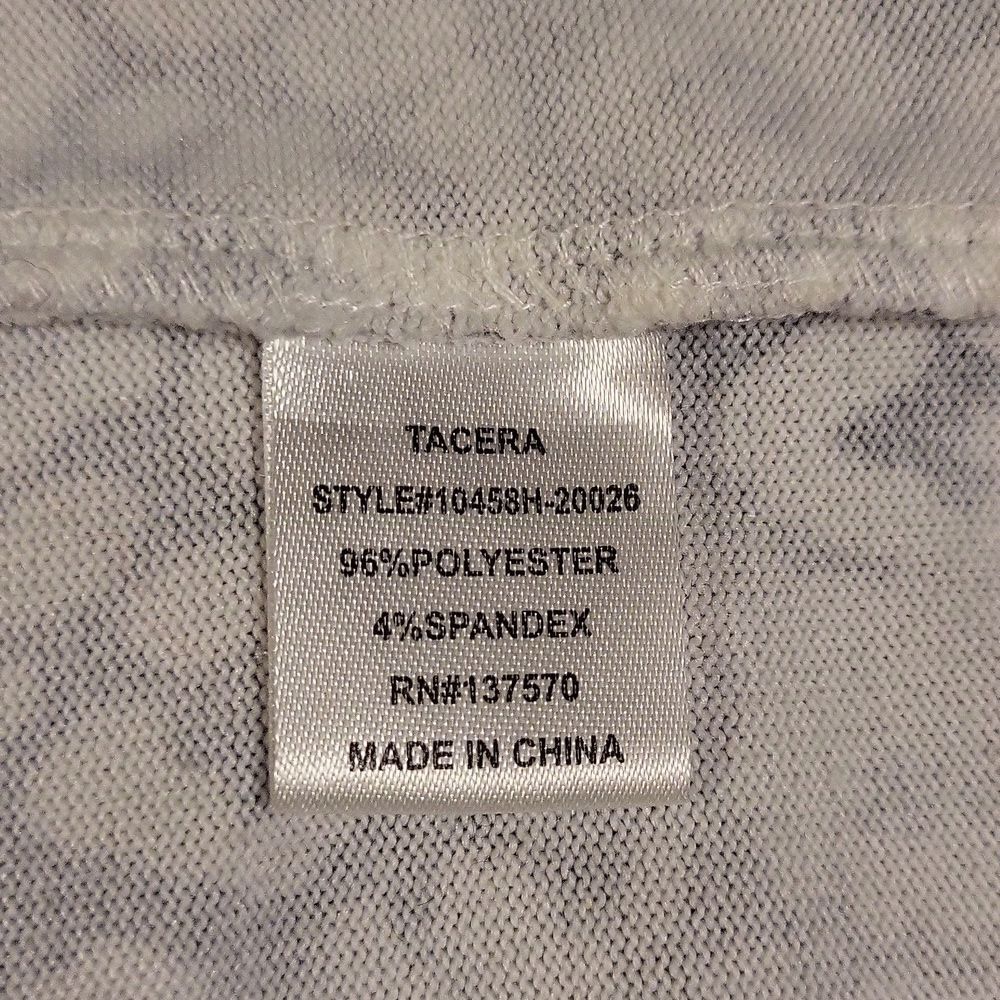 TACERA
STYLE#10458H-20026
96%POLYESTER
4%SPANDEX
RN#137570
MADE IN CHINA